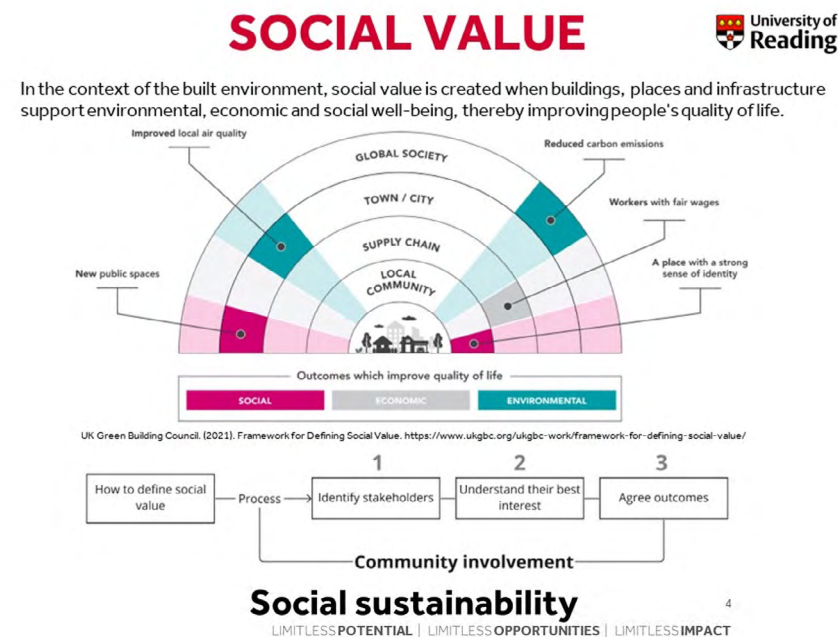 SOCIAL VALUE
University of
Reading
In the context of the built environment, social value is created when buildings, places and infrastructure
support environmental, economic and social well-being, thereby improving people's quality of life.
Improved local air quality
Reduced carbon emissions
GLOBAL SOCIETY
TOWN / CITY
Workers with fair wages
SUPPLY CHAIN
New public spaces
LOCAL
COMMUNITY
A place with a strong
sense of identity
Outcomes which improve quality of life
SOCIAL
ECONOMIC
ENVIRONMENTAL
UK Green Building Council. (2021). Framework for Defining Social Value. https://www.ukgbc.org/ukgbc-work/framework-for-defining-social-value/
1
2
3
How to define social
value
Process
Identify stakeholders
Understand their best
interest
Agree outcomes
Community involvement
Social sustainability
4
LIMITLESS POTENTIAL | LIMITLESS OPPORTUNITIES | LIMITLESS IMPACT